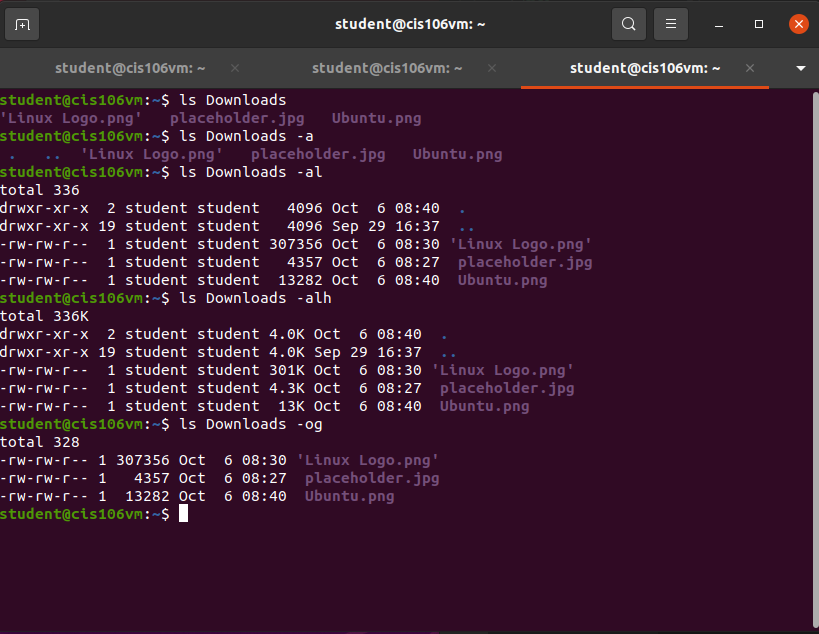 student@cis106vm: ~
student@cis106vm: ~ student@cis106vm: ~ student@cis106vm: ~
student@cis106vm:~$ ls Downloads
'Linux Logo.png'   placeholder.jpg   Ubuntu.png
student@cis106vm:~$ ls Downloads -a
 .   ..  'Linux Logo.png'   placeholder.jpg   Ubuntu.png
student@cis106vm:~$ ls Downloads -al
total 336
drwxr-xr-x  2 student student   4096 Oct  6 08:40  .
drwxr-xr-x 19 student student   4096 Sep 29 16:37  ..
-rw-rw-r--  1 student student 307356 Oct  6 08:30 'Linux Logo.png'
-rw-rw-r--  1 student student   4357 Oct  6 08:27  placeholder.jpg
-rw-rw-r--  1 student student  13282 Oct  6 08:40  Ubuntu.png
student@cis106vm:~$ ls Downloads -alh
total 336K
drwxr-xr-x  2 student student 4.0K Oct  6 08:40  .
drwxr-xr-x 19 student student 4.0K Sep 29 16:37  ..
-rw-rw-r--  1 student student 301K Oct  6 08:30 'Linux Logo.png'
-rw-rw-r--  1 student student 4.3K Oct  6 08:27  placeholder.jpg
-rw-rw-r--  1 student student  13K Oct  6 08:40  Ubuntu.png
student@cis106vm:~$ ls Downloads -og
total 328
-rw-rw-r-- 1 307356 Oct  6 08:30 'Linux Logo.png'
-rw-rw-r-- 1   4357 Oct  6 08:27  placeholder.jpg
-rw-rw-r-- 1  13282 Oct  6 08:40  Ubuntu.png
student@cis106vm:~$